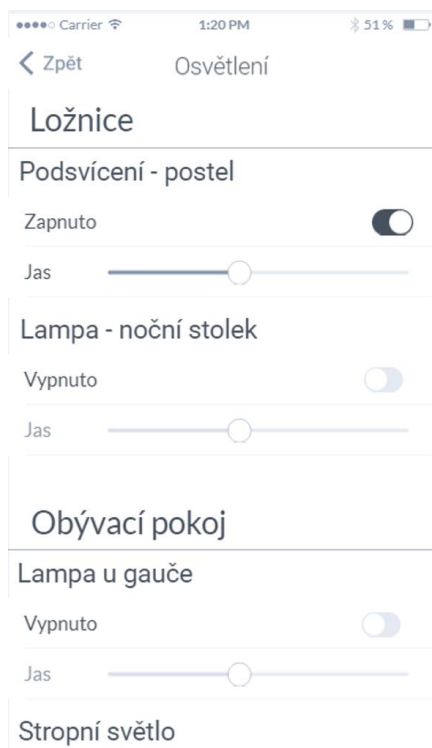 Carrier 1:20 PM 51 %
Zpět Osvětlení
Ložnice
Podsvícení - postel
Zapnuto
Jas
Lampa - noční stolek
Vypnuto
Jas
Obývací pokoj
Lampa u gauče
Vypnuto
Jas
Stropní světlo